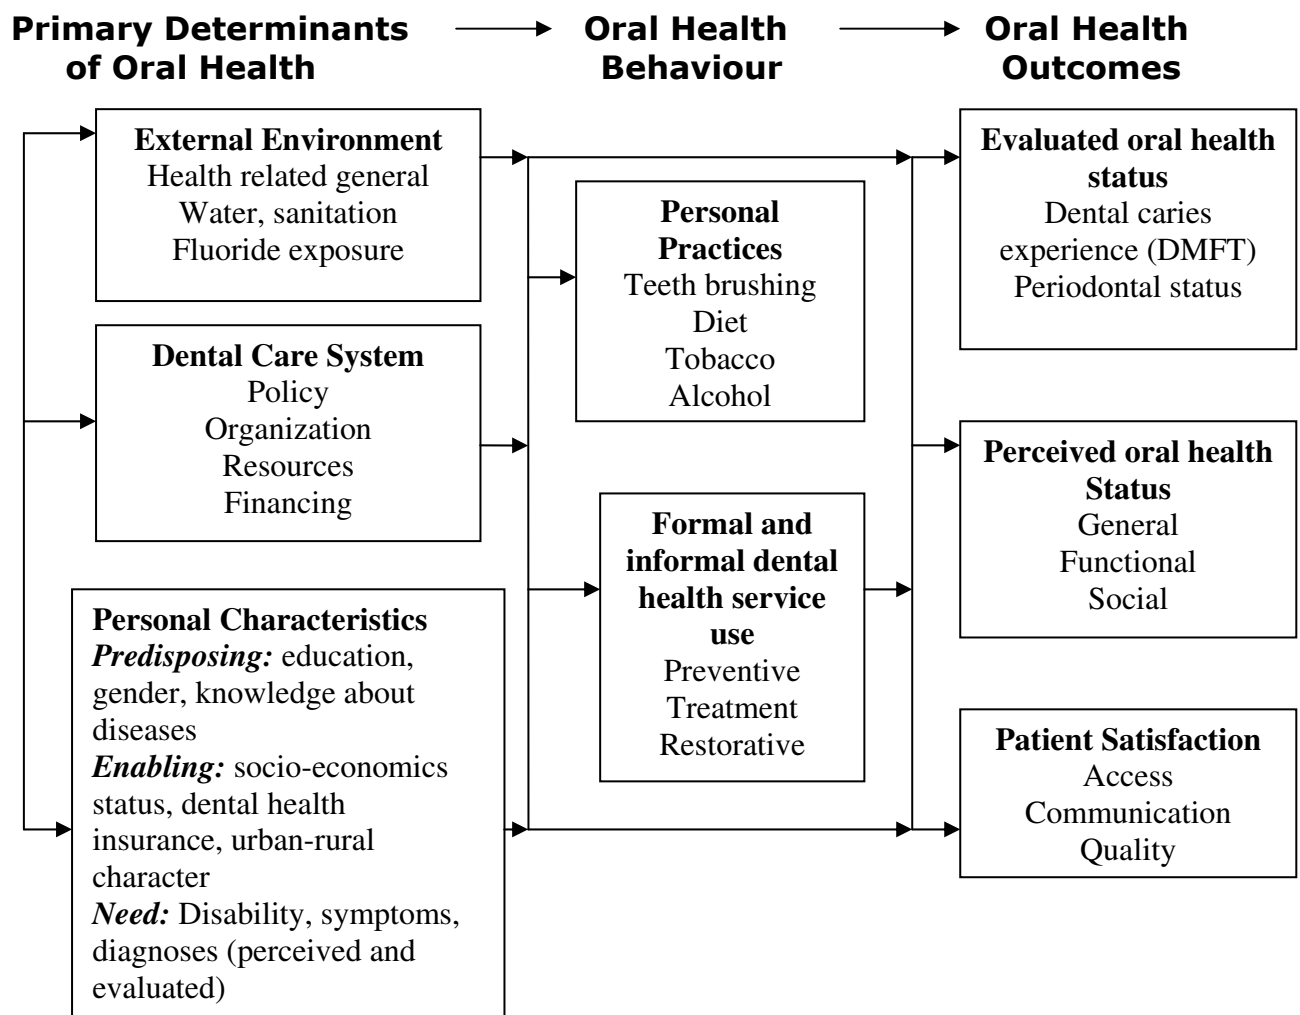 Primary Determinants
of Oral Health
Oral Health
Behaviour
Oral Health
Outcomes
External Environment
Health related general
Water, sanitation
Fluoride exposure
Dental Care System
Policy
Organization
Resources
Financing
Personal Characteristics
Predisposing: education,
gender, knowledge about
diseases
Enabling: socio-economics
status, dental health
insurance, urban-rural
character
Need: Disability, symptoms,
diagnoses (perceived and
evaluated)
Personal
Practices
Teeth brushing
Diet
Tobacco
Alcohol
Formal and
informal dental
health service
use
Preventive
Treatment
Restorative
Evaluated oral health
status
Dental caries
experience (DMFT)
Periodontal status
Perceived oral health
Status
General
Functional
Social
Patient Satisfaction
Access
Communication
Quality